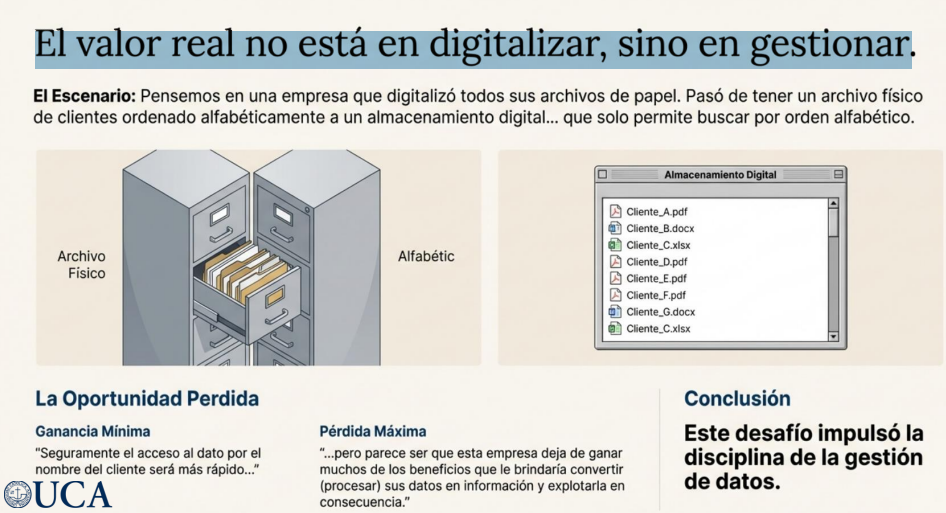 El valor real no está en digitalizar, sino en gestionar.
El Escenario: Pensemos en una empresa que digitalizó todos sus archivos de papel. Pasó de tener un archivo físico
de clientes ordenado alfabéticamente a un almacenamiento digital... que solo permite buscar por orden alfabético.
Archivo
Físico
Alfabétic
Almacenamiento Digital
Cliente_A.pdf
Cliente_B.docx
Cliente_C.xlsx
Cliente_D.pdf
Cliente_E.pdf
Cliente_F.pdf
Cliente_G.docx
Cliente_C.xlsx
La Oportunidad Perdida
Ganancia Mínima
"Seguramente el acceso al dato por el
nombre del cliente será más rápido..."
Pérdida Máxima
"...pero parece ser que esta empresa deja de ganar
muchos de los beneficios que le brindaría convertir
(procesar) sus datos en información y explotarla en
consecuencia."
Conclusión
Este desafío impulsó la
disciplina de la gestión
de datos.
UCA